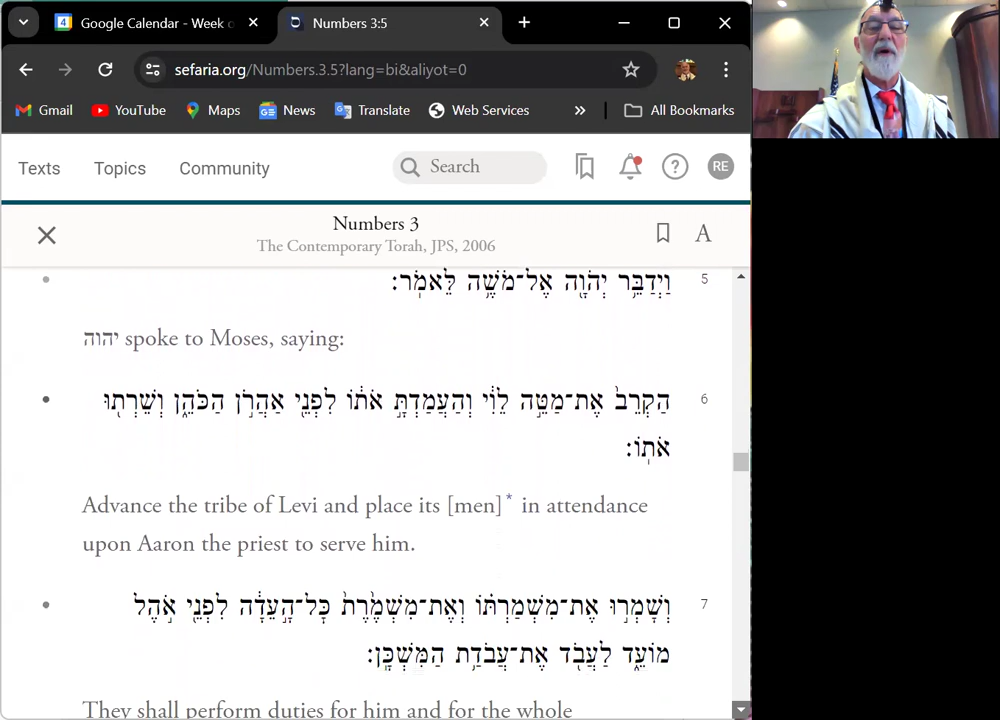 Google Calendar - Week o
Numbers 3:5
sefaria.org/Numbers.3.5?lang=bi&aliyot=0
Gmail YouTube Maps News Translate Web Services » All Bookmarks
Texts Topics Community Search RE
Numbers 3
The Contemporary Torah, JPS, 2006 A
5 וַיְדַבֵּ֥ר יְהֹוָ֖ה אֶל־מֹשֶׁ֥ה לֵּאמֹֽר׃
יהוה spoke to Moses, saying:
6 הַקְרֵב֙ אֶת־מַטֵּ֣ה לֵוִ֔י וְהַֽעֲמַדְתָּ֣ אֹת֔וֹ לִפְנֵ֖י אַהֲרֹ֣ן הַכֹּהֵ֑ן וְשֵׁרְת֖וּ
אֹתֽוֹ׃
Advance the tribe of Levi and place its [men]* in attendance
upon Aaron the priest to serve him.
7 וְשָׁמְר֣וּ אֶת־מִשְׁמַרְתּ֗וֹ וְאֶת־מִשְׁמֶ֙רֶת֙ כׇּל־הָ֣עֵדָ֔ה לִפְנֵ֖י אֹ֣הֶל
מוֹעֵ֑ד לַעֲבֹ֖ד אֶת־עֲבֹדַ֥ת הַמִּשְׁכָּֽן׃
They shall perform duties for him and for the whole